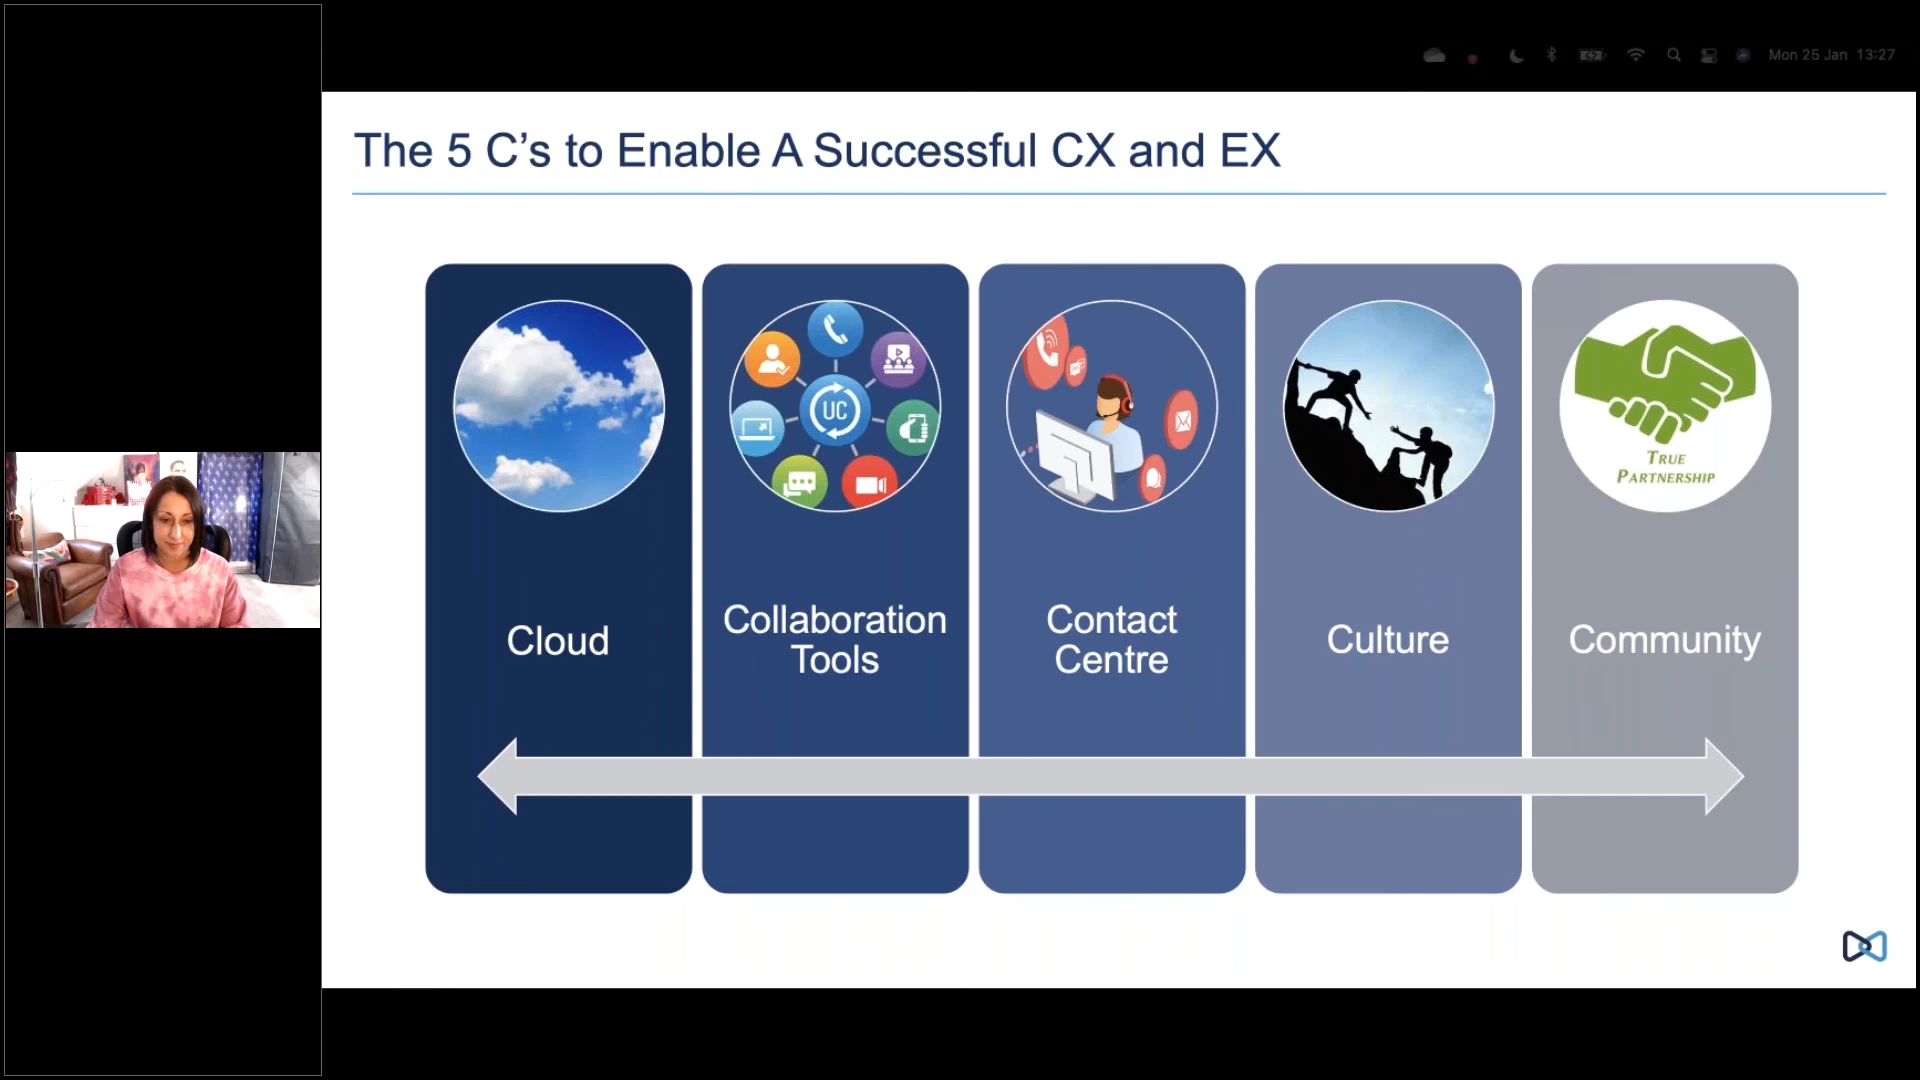 Mon 25 Jan 13:27
The 5 C’s to Enable A Successful CX and EX
UC
TRUE
PARTNERSHIP
Cloud
Collaboration
Tools
Contact
Centre
Culture
Community